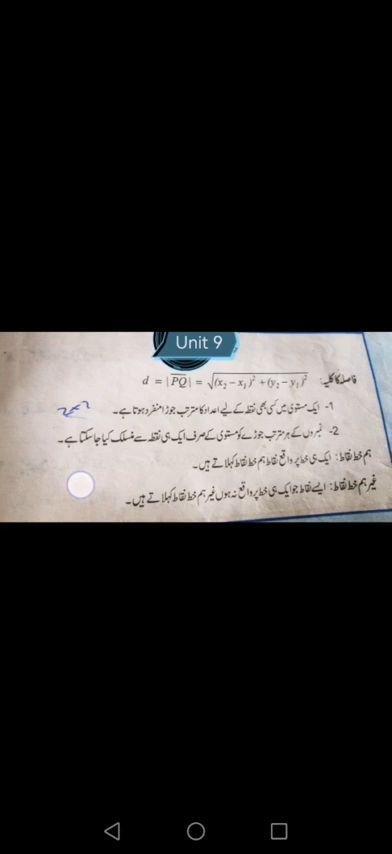 Unit 9
فاصلہ کا کلیہ: d = |PQ| = √(x₂ − x₁)² + (y₂ − y₁)²
1- ایک مستوی میں کسی بھی نقطہ کے لیے اعداد کا مترتب جوڑا منفرد ہوتا ہے۔
2- نمبروں کے ہر مترتب جوڑے کو مستوی کے صرف ایک ہی نقطہ سے منسلک کیا جا سکتا ہے۔
ہم خط نقاط: ایک ہی خط پر واقع نقاط ہم خط نقاط کہلاتے ہیں۔
غیر ہم خط نقاط: ایسے نقاط جو ایک ہی خط پر واقع نہ ہوں غیر ہم خط نقاط کہلاتے ہیں۔